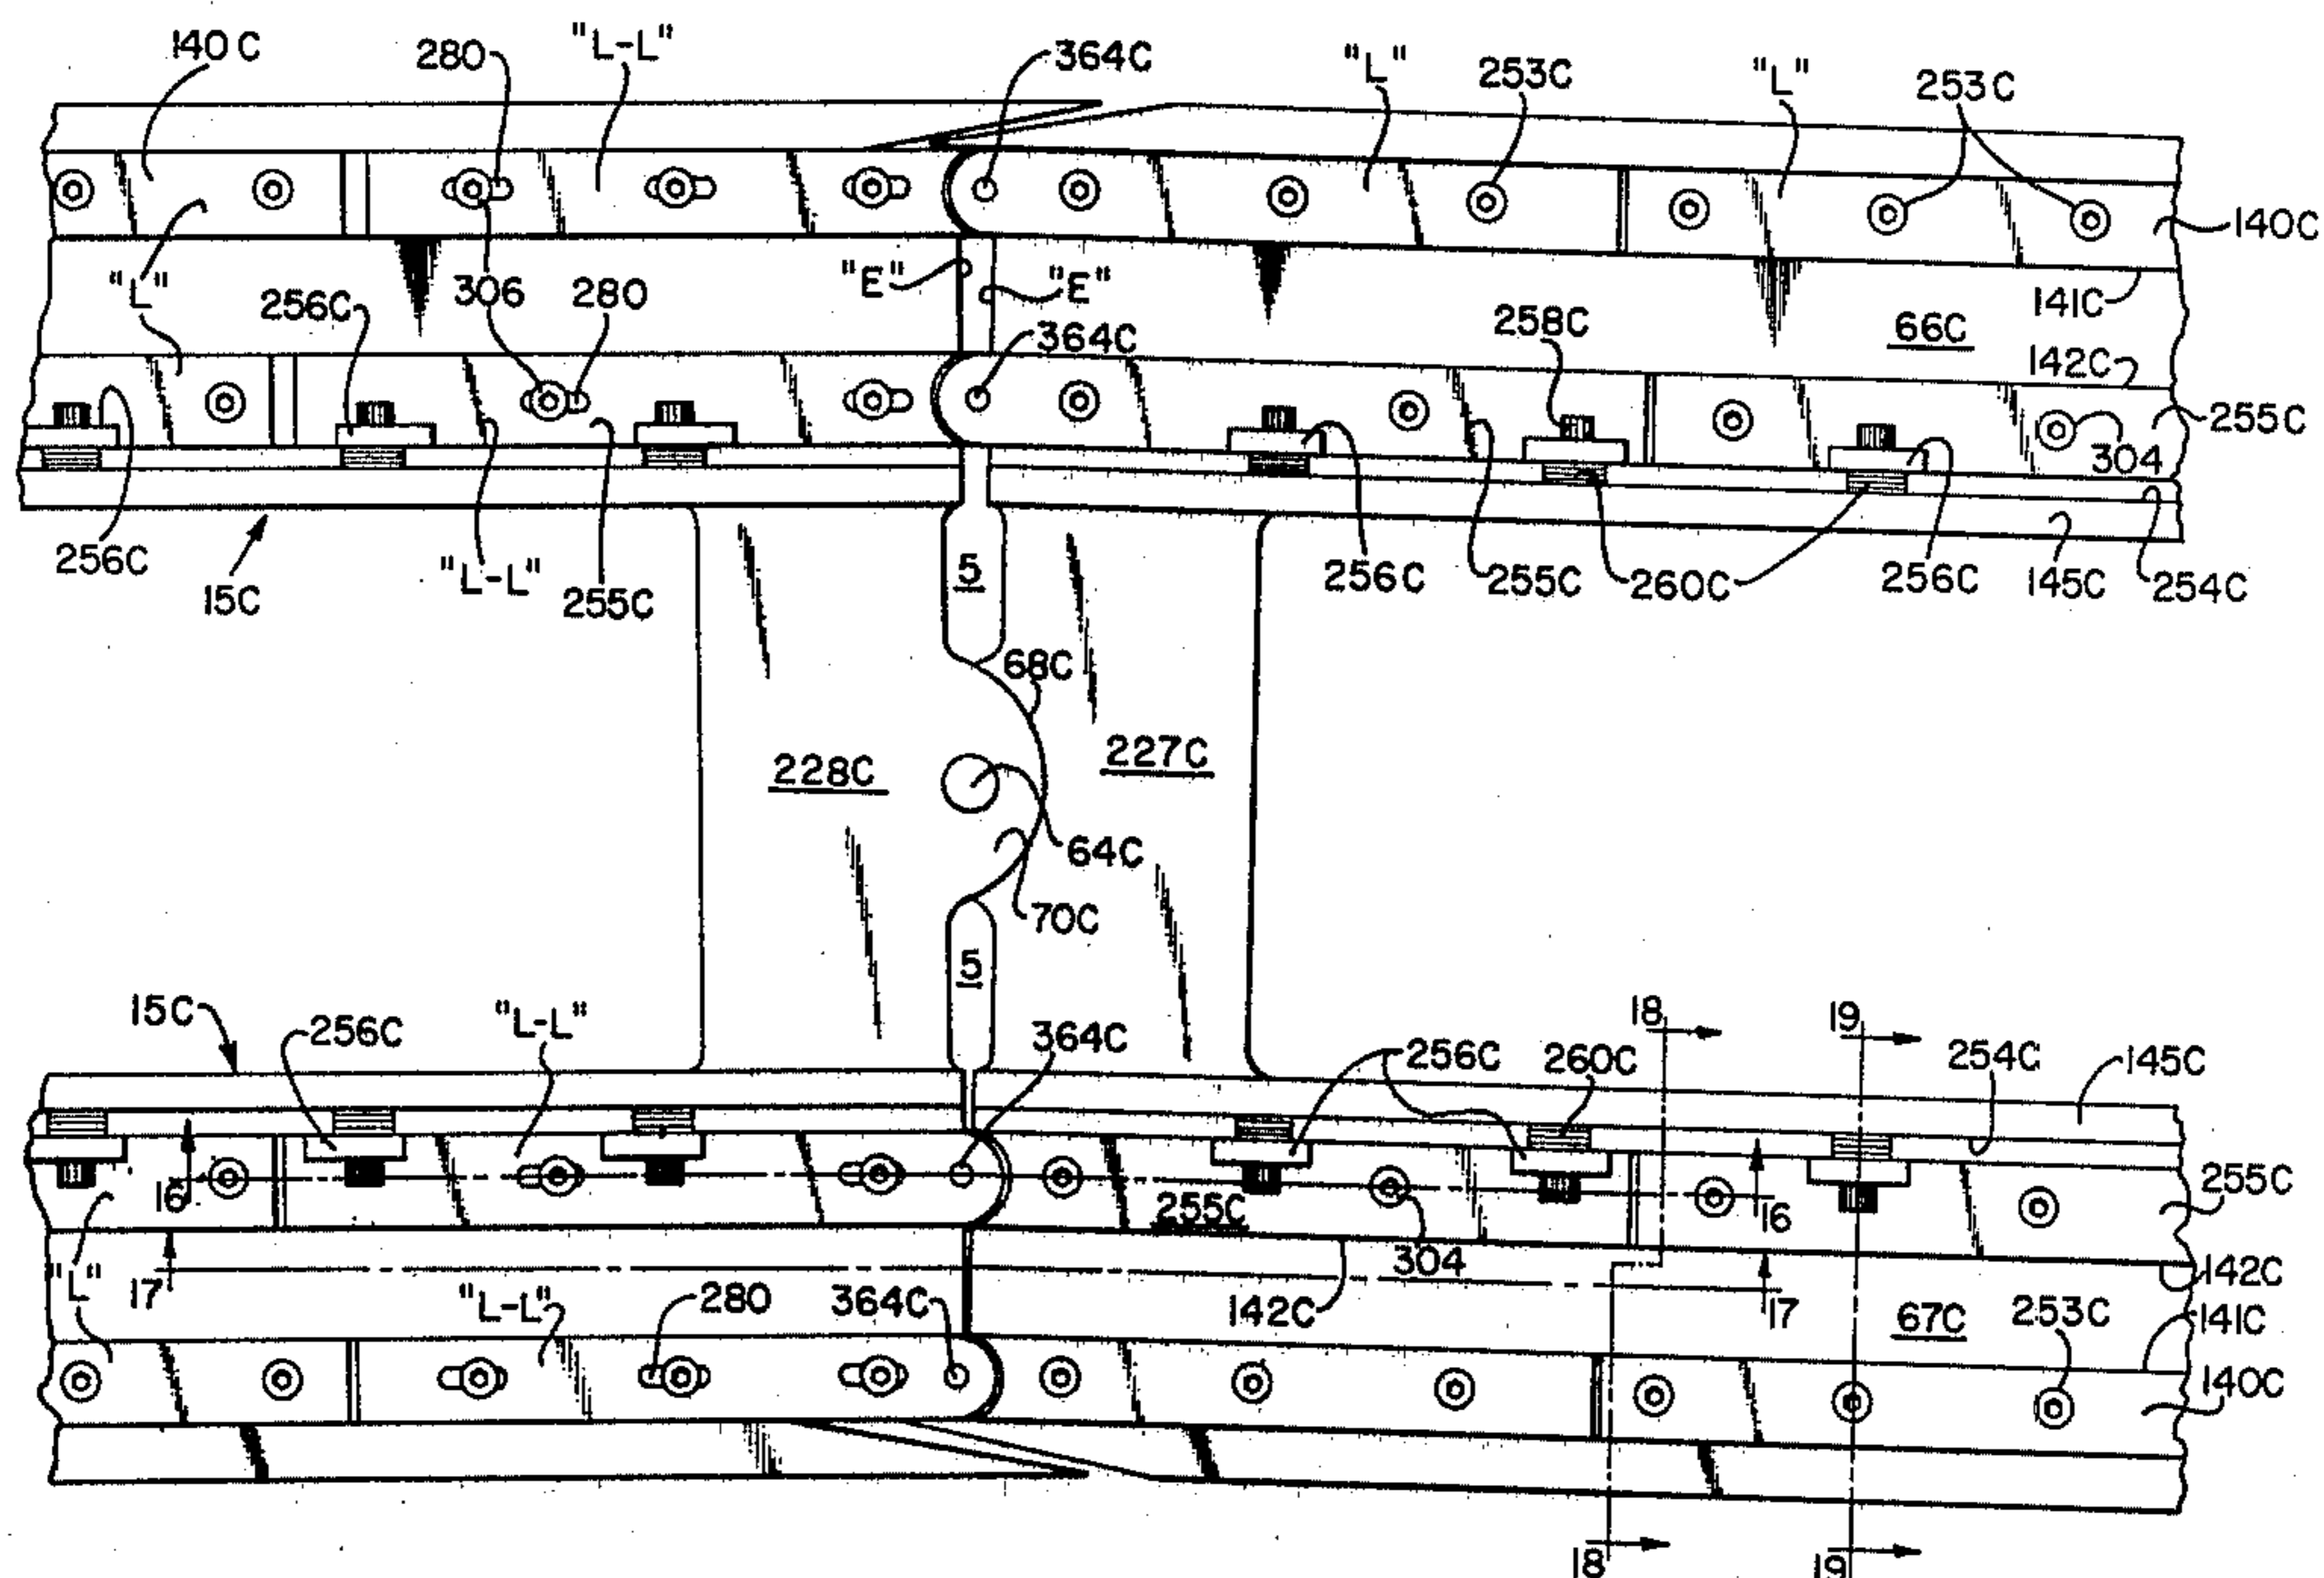 140C
280
"L-L"
364C
"L"
253C
"L"
253C
140C
"L"
256C
306
280
"E"
"E"
364C
258C
66C
141C
142C
255C
304
256C
15C
"L-L"
255C
5
256C
255C
260C
256C
145C
254C
68C
228C
227C
64C
70C
5
15C
256C
"L-L"
364C
256C
260C
18
19
254C
145C
16
255C
304
16
255C
"L"
17
"L-L"
280
364C
142C
17
67C
253C
142C
141C
140C
18
19